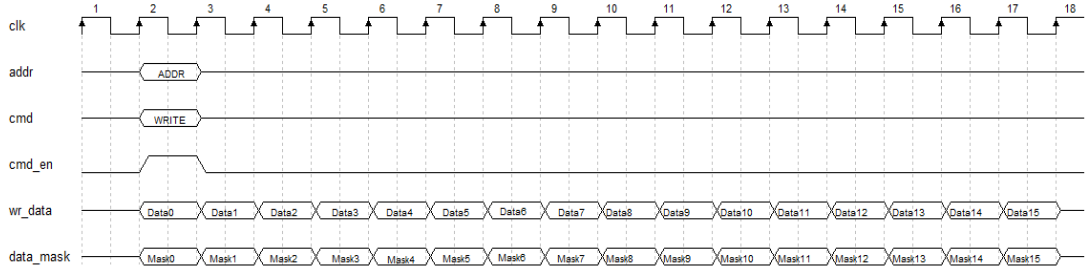 1 2 3 4 5 6 7 8 9 10 11 12 13 14 15 16 17 18
clk
addr ADDR
cmd WRITE
cmd_en
wr_data Data0 Data1 Data2 Data3 Data4 Data5 Data6 Data7 Data8 Data9 Data10 Data11 Data12 Data13 Data14 Data15
data_mask Mask0 Mask1 Mask2 Mask3 Mask4 Mask5 Mask6 Mask7 Mask8 Mask9 Mask10 Mask11 Mask12 Mask13 Mask14 Mask15